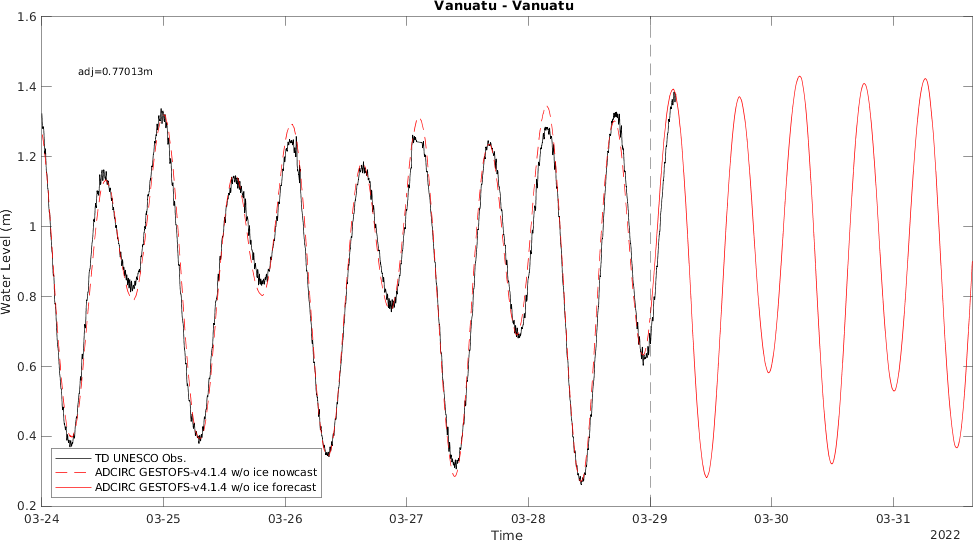 Vanuatu - Vanuatu
adj=0.77013m
Water Level (m)
1.6
1.4
1.2
1
0.8
0.6
0.4
0.2
TD UNESCO Obs.
ADCIRC GESTOFS-v4.1.4 w/o ice nowcast
ADCIRC GESTOFS-v4.1.4 w/o ice forecast
03-24 03-25 03-26 03-27 03-28 03-29 03-30 03-31
Time
2022